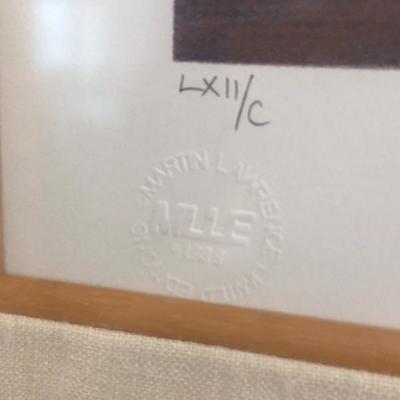 LXII/C
MARTIN LAWRENCE LIMITED EDITIONS
MLLE